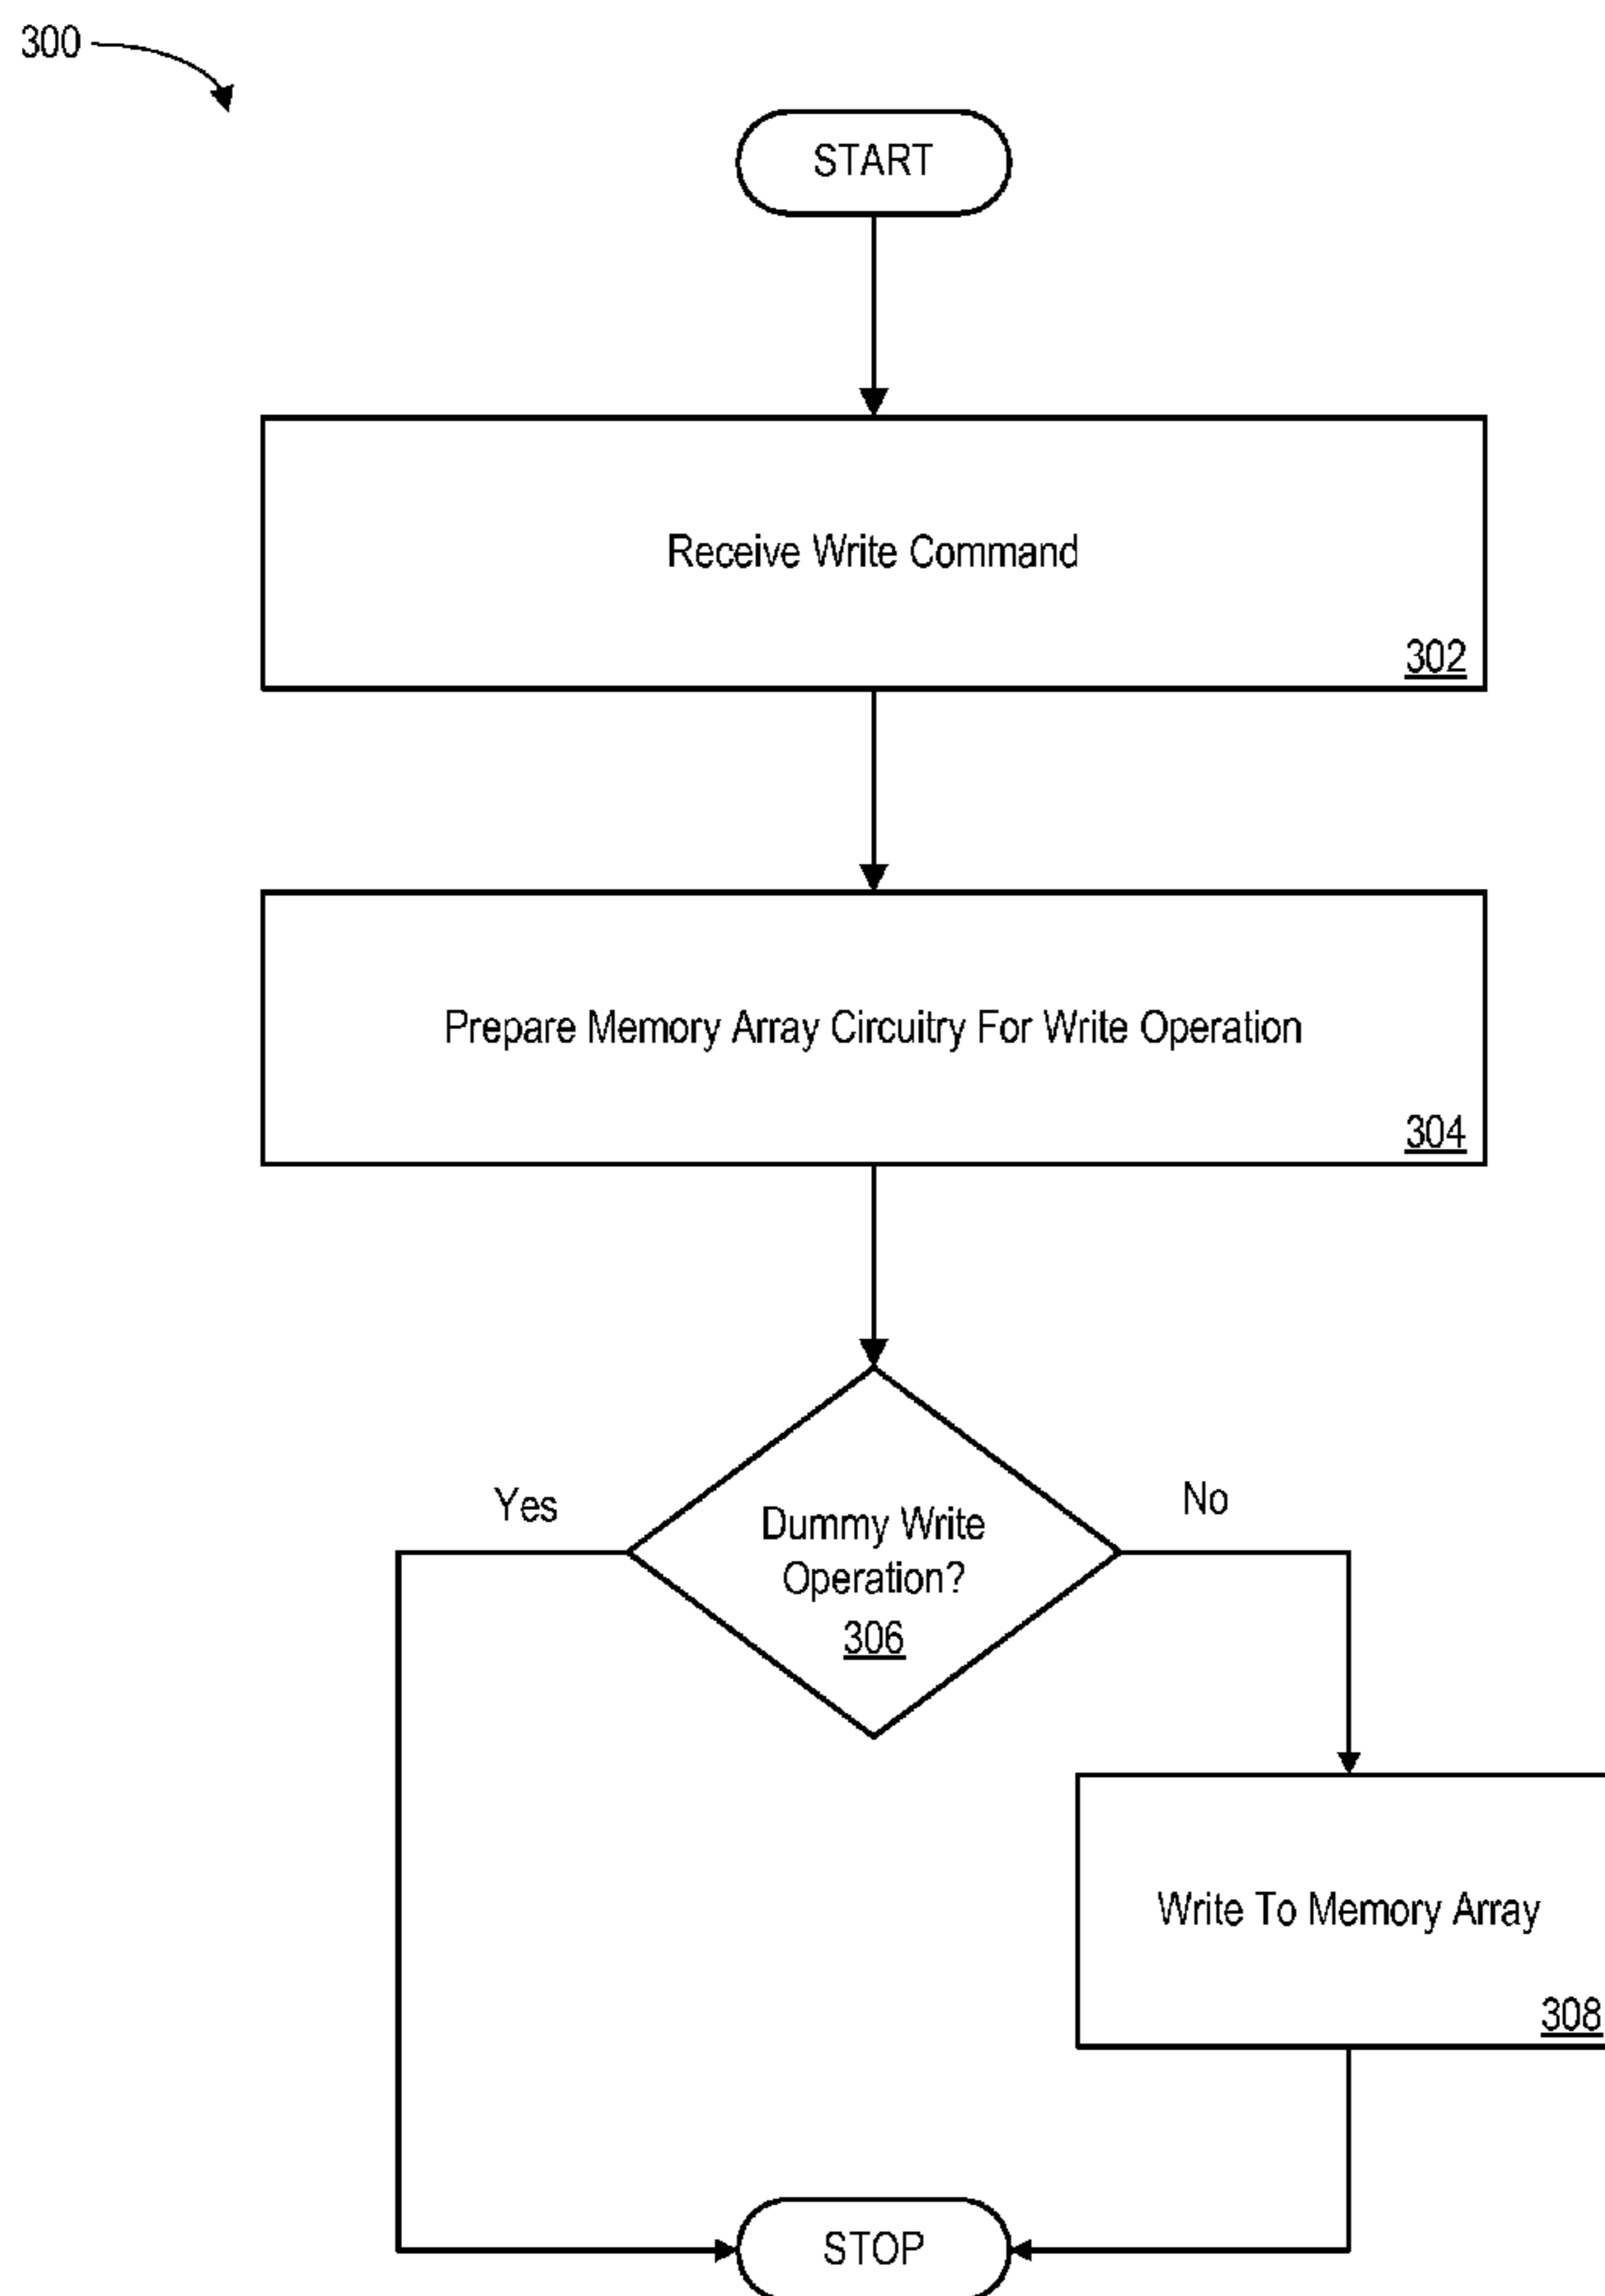 300
START
Receive Write Command
302
Prepare Memory Array Circuitry For Write Operation
304
Yes
No
Dummy Write
Operation?
306
Write To Memory Array
308
STOP